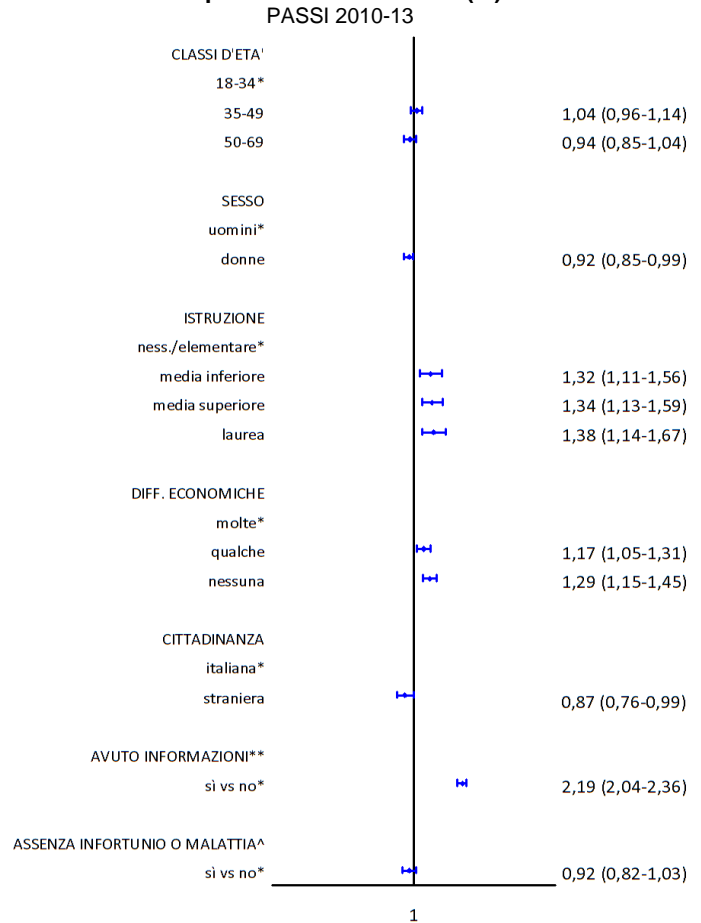 PASSI 2010-13
CLASSI D'ETA'
18-34*
35-49 1,04 (0,96-1,14)
50-69 0,94 (0,85-1,04)
SESSO
uomini*
donne 0,92 (0,85-0,99)
ISTRUZIONE
ness./elementare*
media inferiore 1,32 (1,11-1,56)
media superiore 1,34 (1,13-1,59)
laurea 1,38 (1,14-1,67)
DIFF. ECONOMICHE
molte*
qualche 1,17 (1,05-1,31)
nessuna 1,29 (1,15-1,45)
CITTADINANZA
italiana*
straniera 0,87 (0,76-0,99)
AVUTO INFORMAZIONI**
sì vs no* 2,19 (2,04-2,36)
ASSENZA INFORTUNIO O MALATTIA^
sì vs no* 0,92 (0,82-1,03)
1